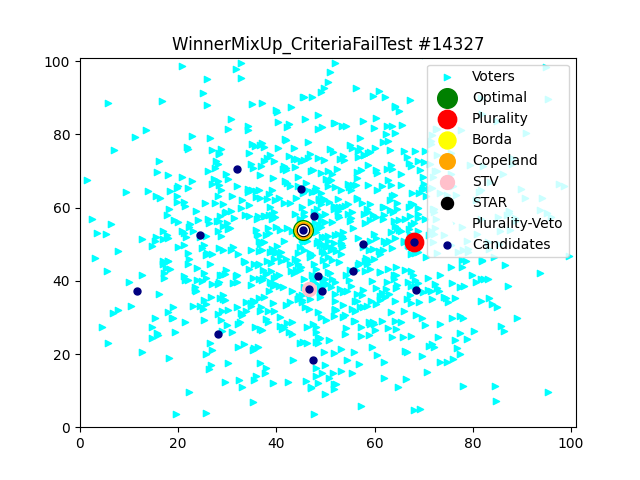 WinnerMixUp_CriteriaFailTest #14327
100
80
60
40
20
0
0
20
40
60
80
100
Voters
Optimal
Plurality
Borda
Copeland
STV
STAR
Plurality-Veto
Candidates